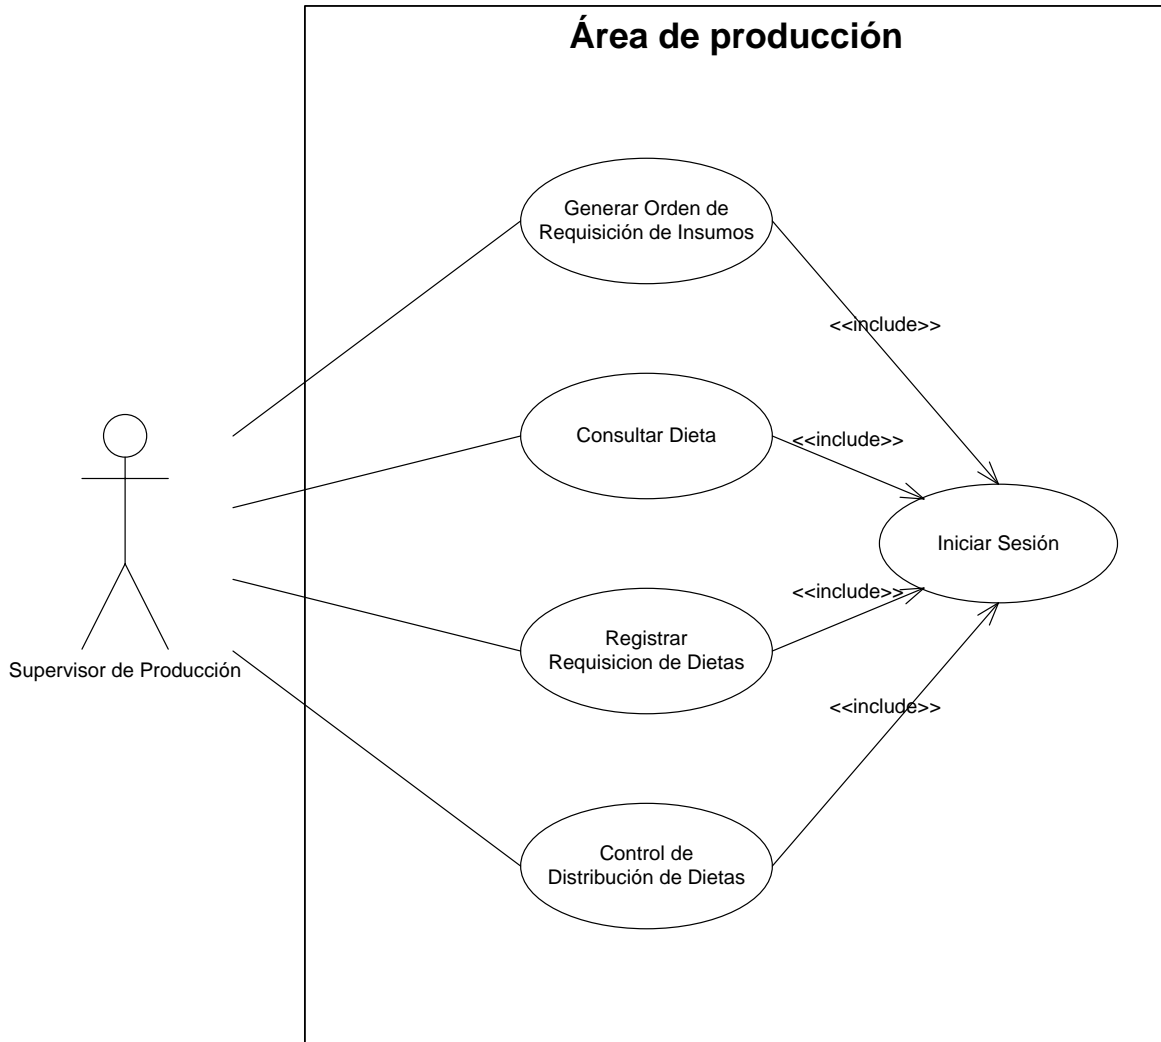 Área de producción
Generar Orden de
Requisición de Insumos
<<include>>
Consultar Dieta
<<include>>
Iniciar Sesión
<<include>>
Registrar
Requisicion de Dietas
Supervisor de Producción
<<include>>
Control de
Distribución de Dietas